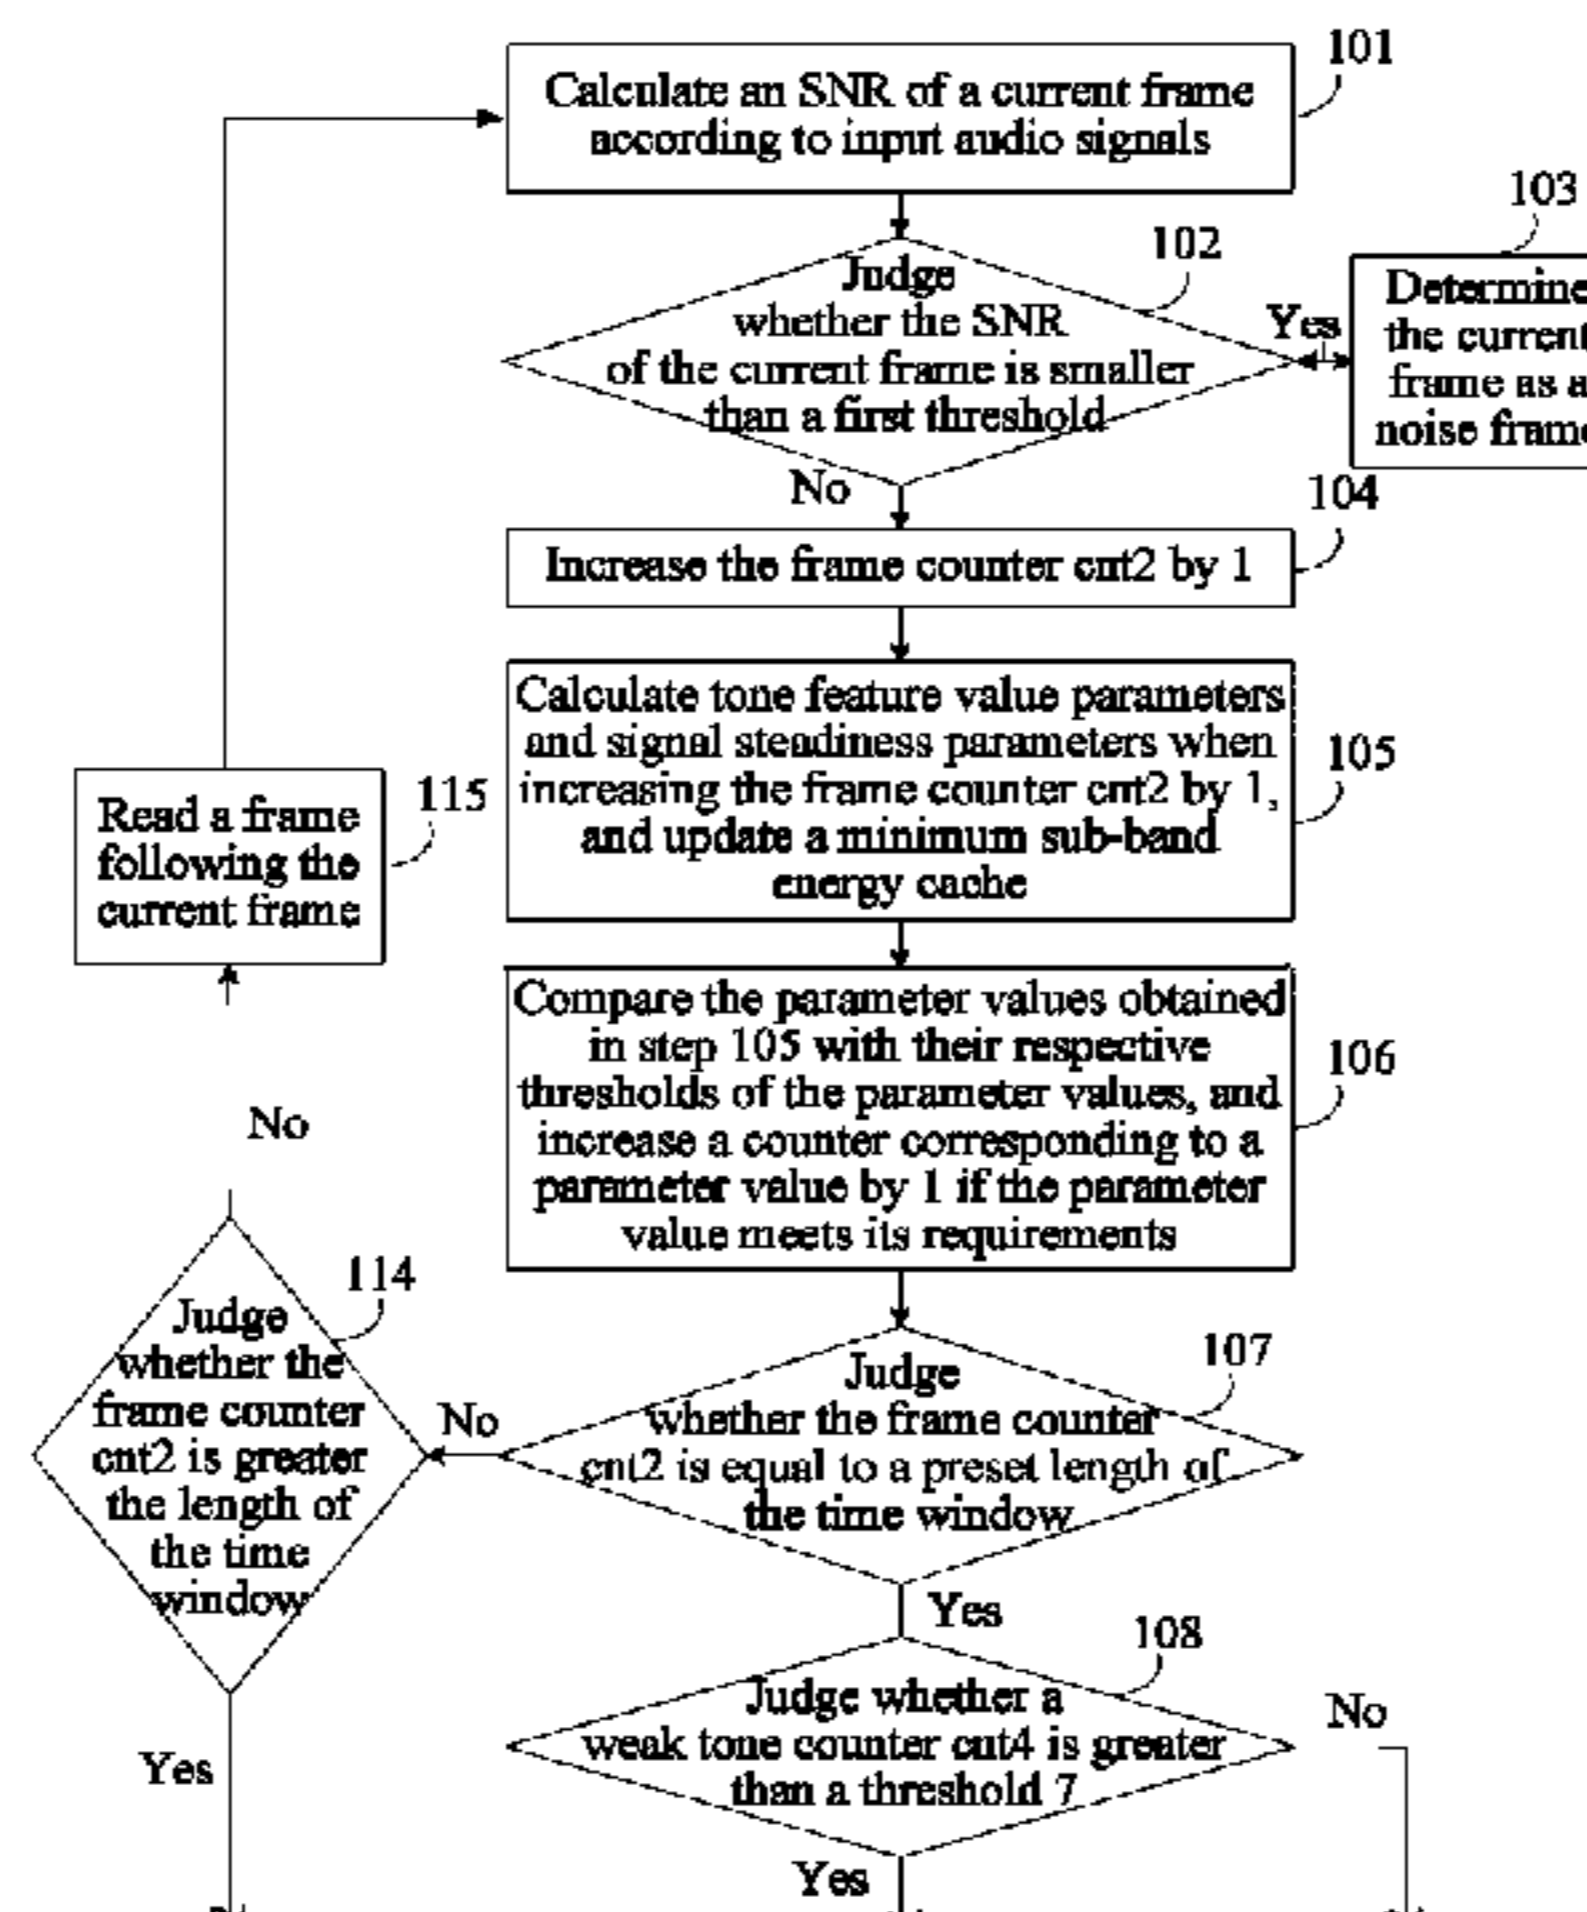 101
Calculate an SNR of a current frame
according to input audio signals
103
102
Judge
whether the SNR
of the current frame is smaller
than a first threshold
Yes
Determine
the current
frame as a
noise frame
No
104
Increase the frame counter cnt2 by 1
Calculate tone feature value parameters
and signal steadiness parameters when
increasing the frame counter cnt2 by 1,
and update a minimum sub-band
energy cache
105
115
Read a frame
following the
current frame
Compare the parameter values obtained
in step 105 with their respective
thresholds of the parameter values, and
increase a counter corresponding to a
parameter value by 1 if the parameter
value meets its requirements
106
No
114
Judge
whether the
frame counter
cnt2 is greater
the length of
the time
window
No
107
Judge
whether the frame counter
cnt2 is equal to a preset length of
the time window
Yes
108
Judge whether a
weak tone counter cnt4 is greater
than a threshold 7
No
Yes
Yes